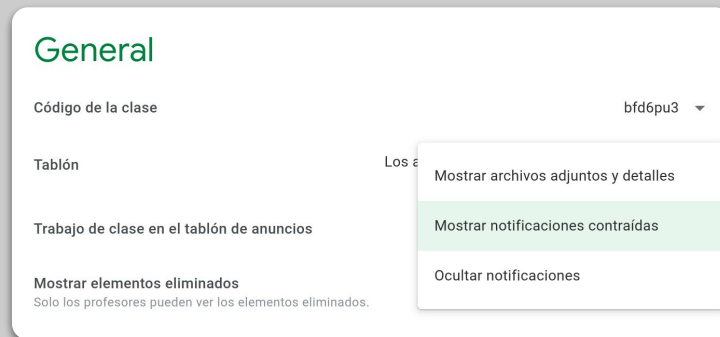 General
Código de la clase
bfd6pu3
Tablón
Los
Mostrar archivos adjuntos y detalles
Trabajo de clase en el tablón de anuncios
Mostrar notificaciones contraídas
Mostrar elementos eliminados
Solo los profesores pueden ver los elementos eliminados.
Ocultar notificaciones